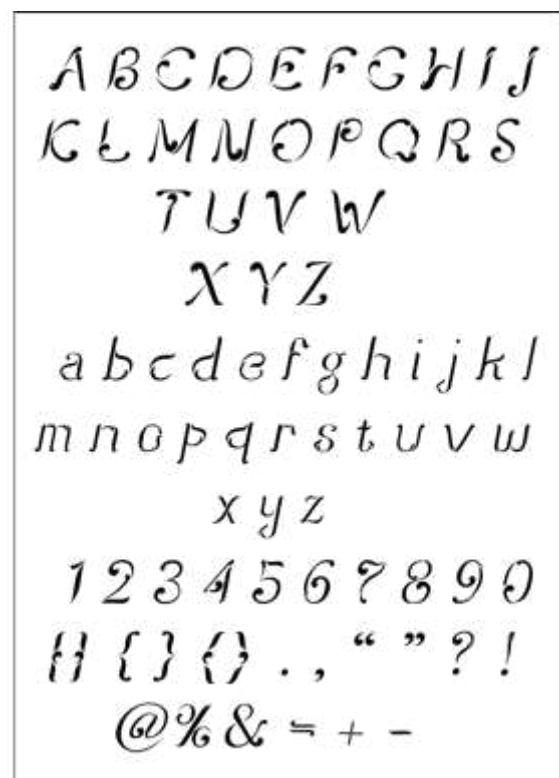 A B C D E F G H I J
K L M N O P Q R S
T U V W
X Y Z
a b c d e f g h i j k l
m n o p q r s t u v w
x y z
1 2 3 4 5 6 7 8 9 0
{ } . , “ ” ? !
@ % & = + -